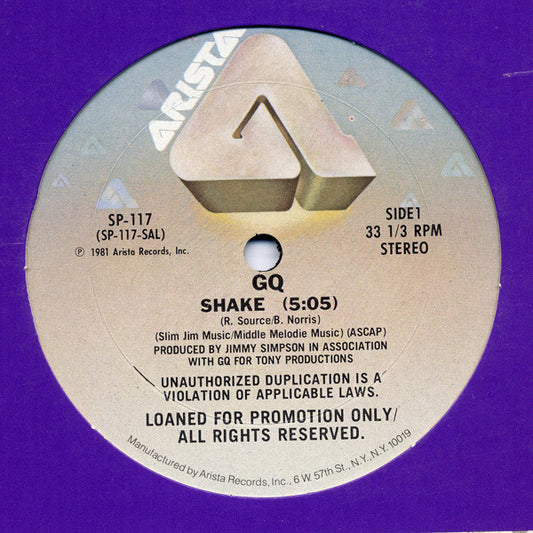 ARISTA
SP-117
(SP-117-SAL)
℗ 1981 Arista Records, Inc.
SIDE1
33 1/3 RPM
STEREO
GQ
SHAKE (5:05)
(R. Source/B. Norris)
(Slim Jim Music/Middle Melodie Music) (ASCAP)
PRODUCED BY JIMMY SIMPSON IN ASSOCIATION
WITH GQ FOR TONY PRODUCTIONS
UNAUTHORIZED DUPLICATION IS A
VIOLATION OF APPLICABLE LAWS.
LOANED FOR PROMOTION ONLY/
ALL RIGHTS RESERVED.
Manufactured by Arista Records, Inc., 6 W. 57th St., N.Y., N.Y. 10019